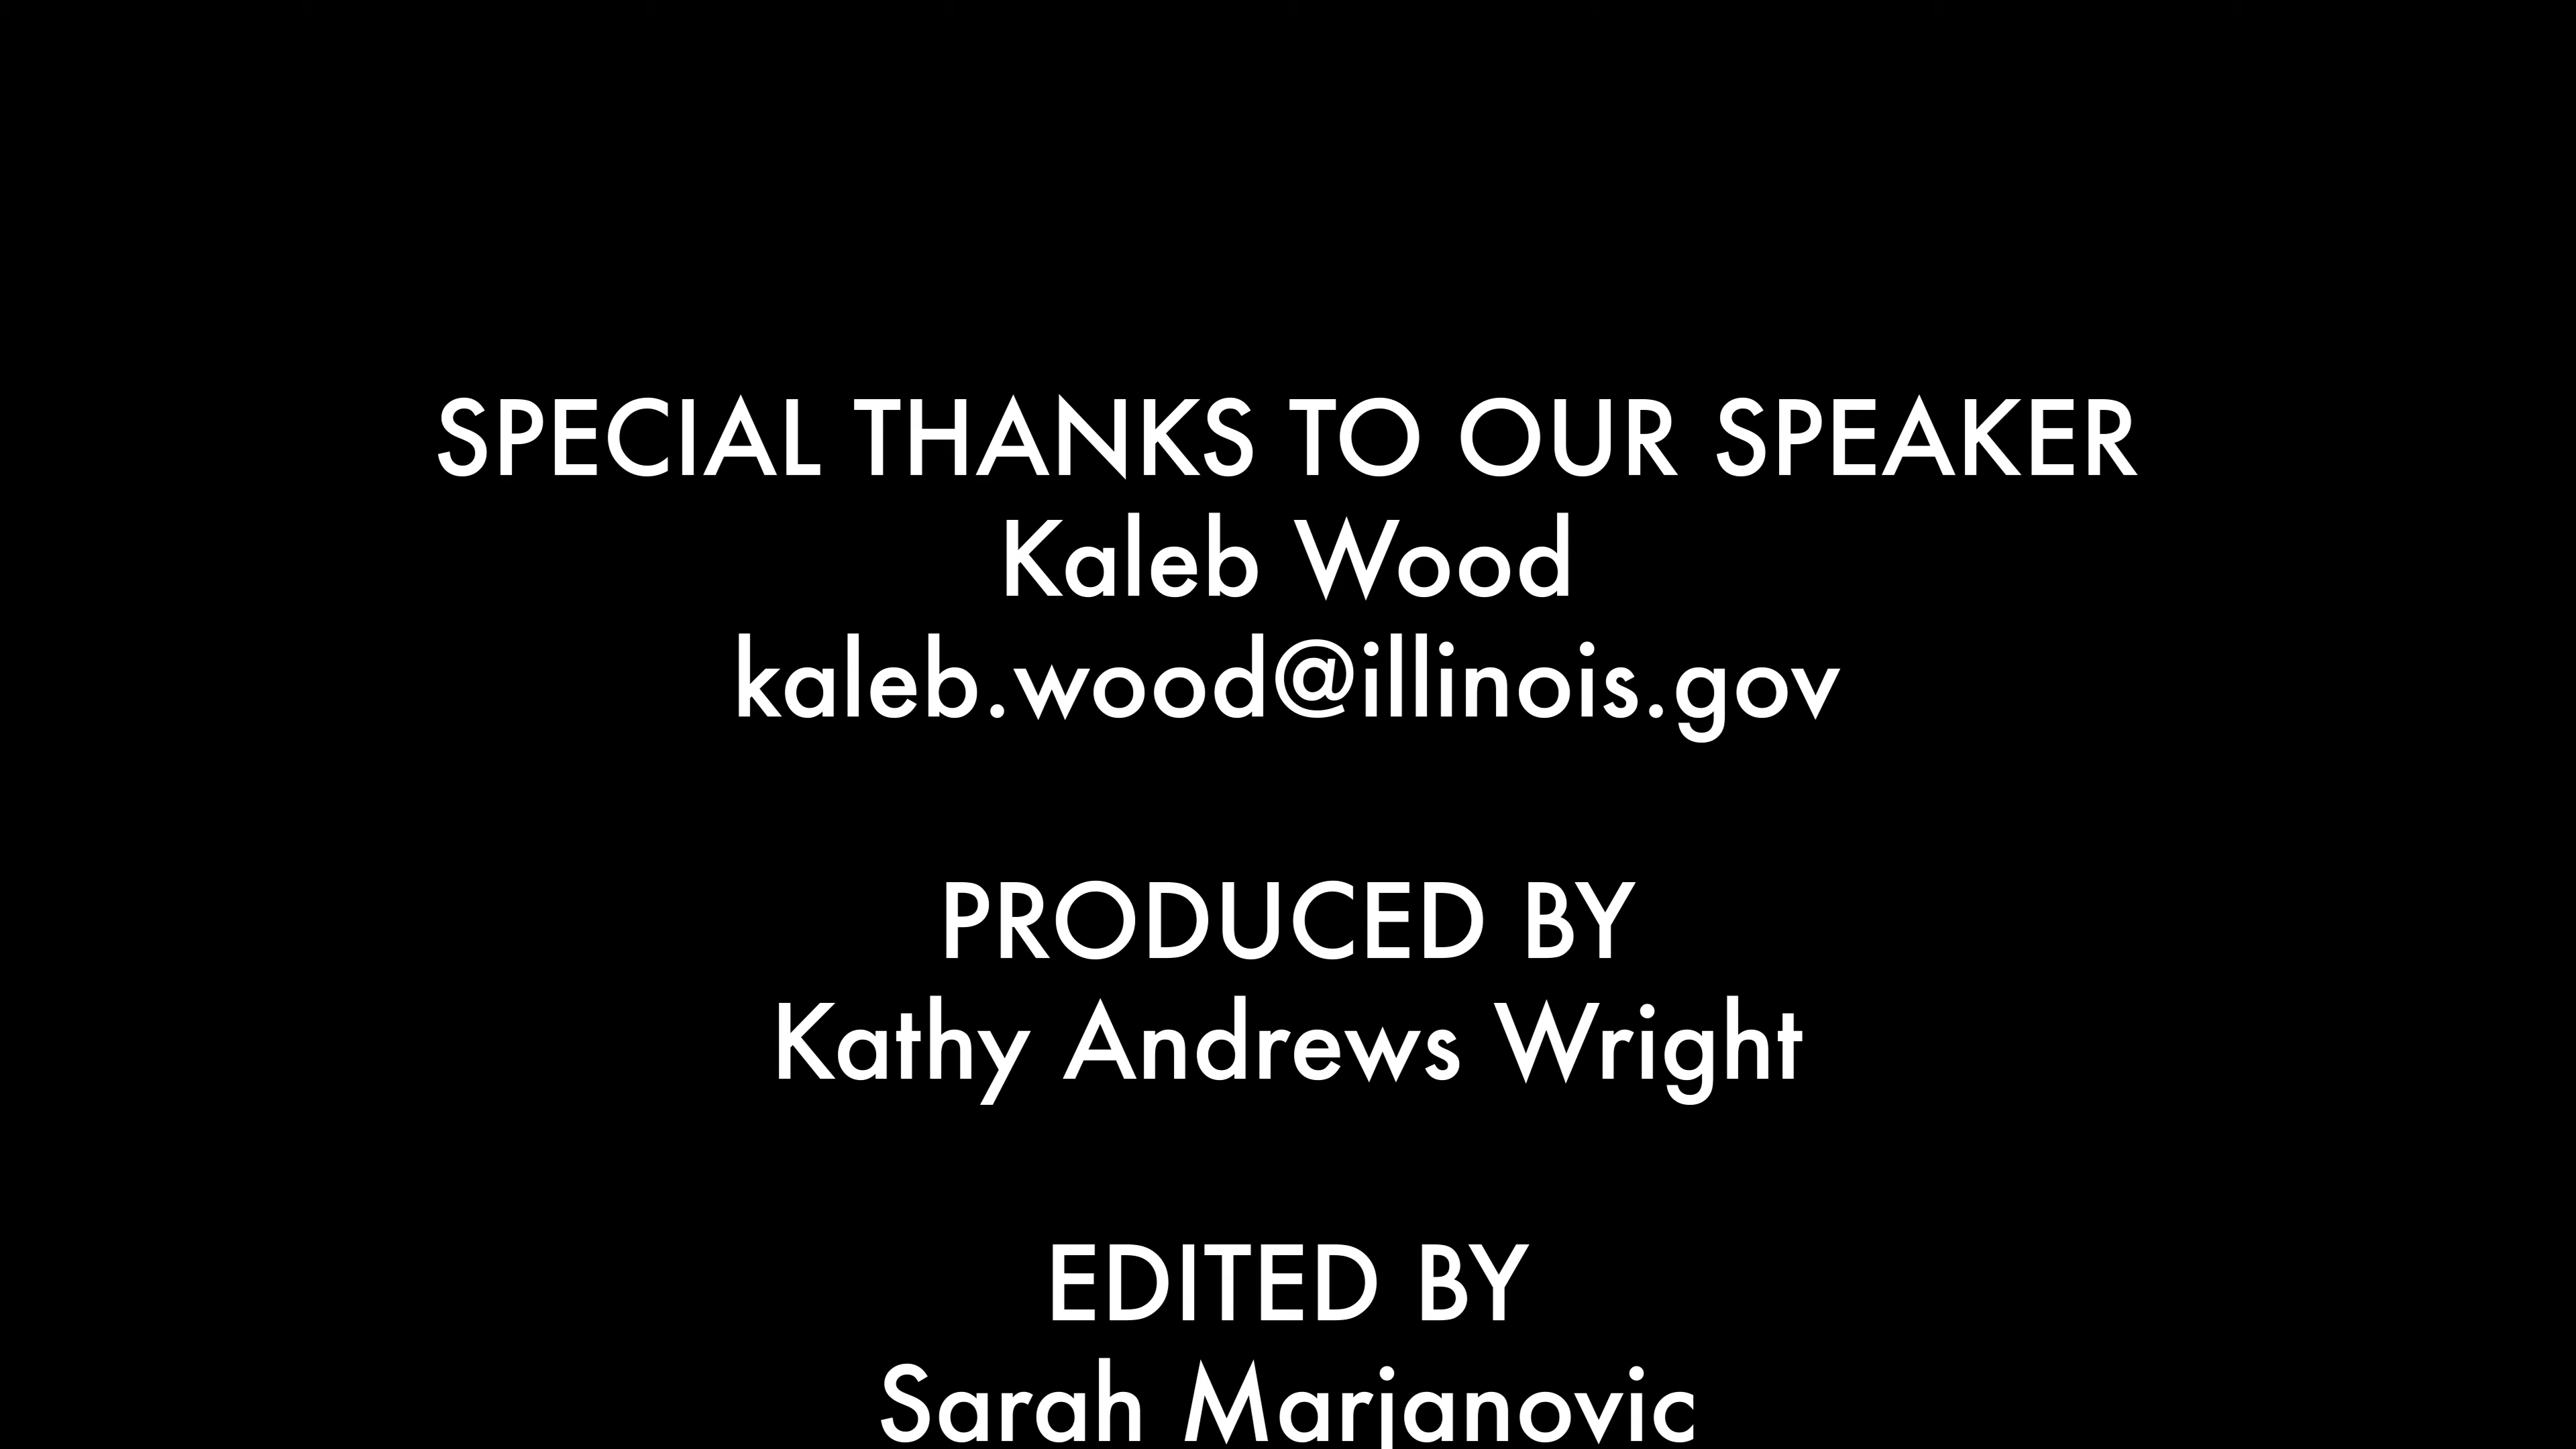 SPECIAL THANKS TO OUR SPEAKER
Kaleb Wood
kaleb.wood@illinois.gov
PRODUCED BY
Kathy Andrews Wright
EDITED BY
Sarah Marjanovic